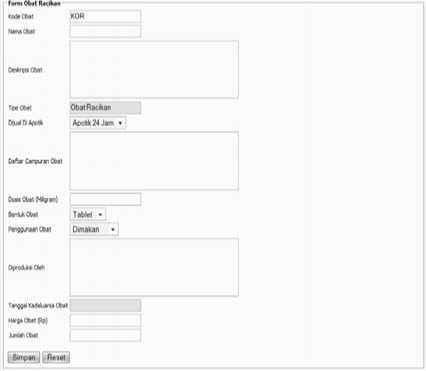 Form Obat Racikan
Kode Obat KOR
Nama Obat
Deskripsi Obat
Tipe Obat Obat Racikan
Dijual Di Apotik Apotik 24 Jam
Daftar Campuran Obat
Dosis Obat (Miligram)
Bentuk Obat Tablet
Penggunaan Obat Dimakan
Diproduksi Oleh
Tanggal Kadaluarsa Obat
Harga Obat (Rp)
Jumlah Obat
Simpan Reset